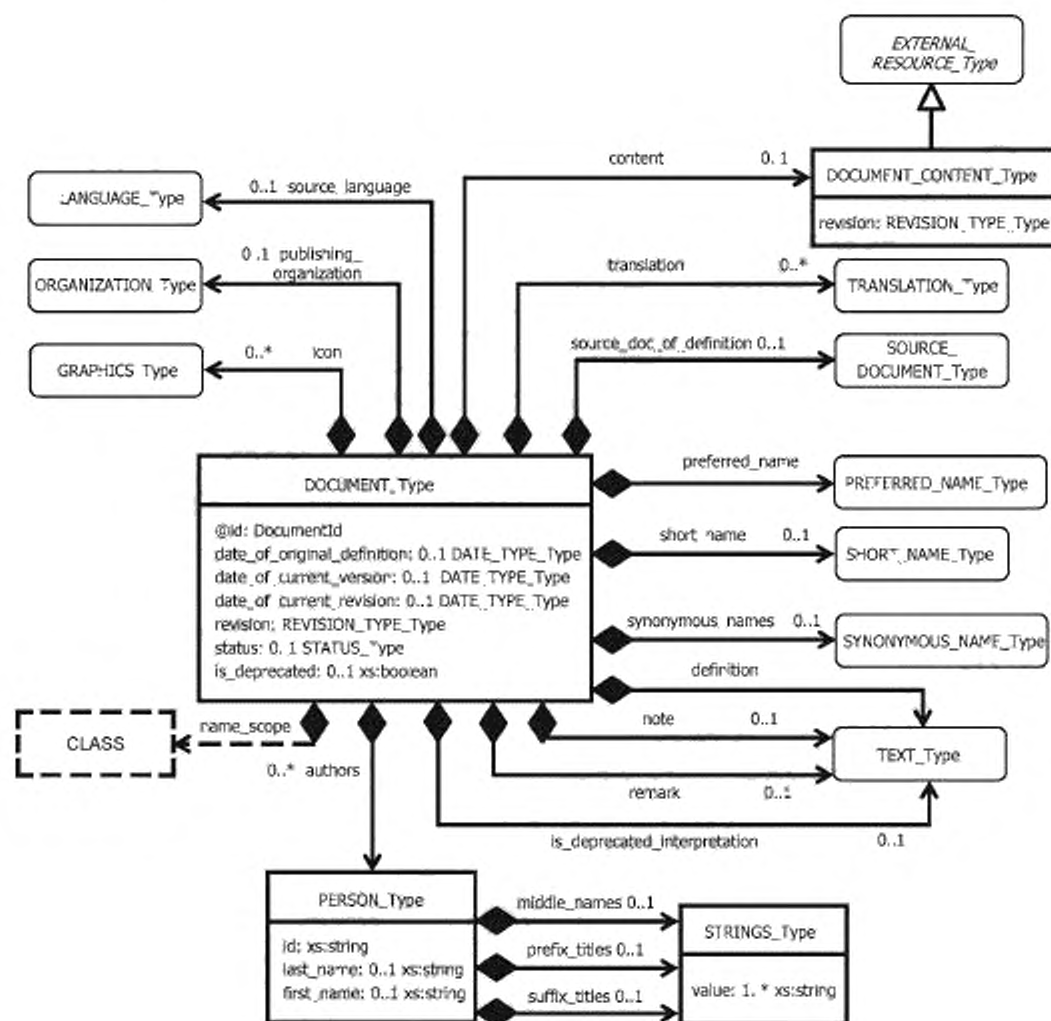 EXTERNAL_
RESOURCE_Type
content 0..1
DOCUMENT_CONTENT_Type
revision: REVISION_TYPE_Type
LANGUAGE_Type
0..1 source_language
ORGANIZATION_Type
0..1 publishing_
organization
translation 0..*
TRANSLATION_Type
GRAPHICS_Type
0..* icon
source_doc_of_definition 0..1
SOURCE_
DOCUMENT_Type
DOCUMENT_Type
@id: DocumentId
date_of_original_definition: 0..1 DATE_TYPE_Type
date_of_current_version: 0..1 DATE_TYPE_Type
date_of_current_revision: 0..1 DATE_TYPE_Type
revision: REVISION_TYPE_Type
status: 0..1 STATUS_Type
is_deprecated: 0..1 xs:boolean
preferred_name
PREFERRED_NAME_Type
short_name 0..1
SHORT_NAME_Type
synonymous_names 0..1
SYNONYMOUS_NAME_Type
definition
note 0..1
TEXT_Type
remark 0..1
is_deprecated_interpretation 0..1
CLASS
name_scope
0..* authors
PERSON_Type
id: xs:string
last_name: 0..1 xs:string
first_name: 0..1 xs:string
middle_names 0..1
prefix_titles 0..1
suffix_titles 0..1
STRINGS_Type
value: 1..* xs:string